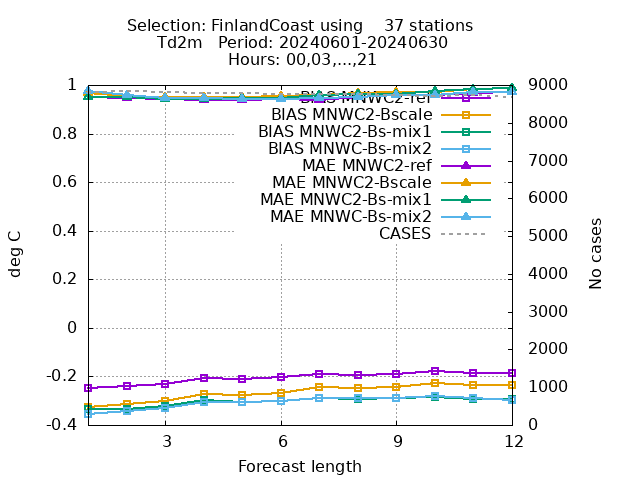 Selection: FinlandCoast using 37 stations
Td2m Period: 20240601-20240630
Hours: 00,03,...,21
1
0.8
0.6
0.4
0.2
0
-0.2
-0.4
deg C
9000
8000
7000
6000
5000
4000
3000
2000
1000
0
No cases
BIAS MNWC2-ref
BIAS MNWC2-Bscale
BIAS MNWC2-Bs-mix1
BIAS MNWC-Bs-mix2
MAE MNWC2-ref
MAE MNWC2-Bscale
MAE MNWC2-Bs-mix1
MAE MNWC-Bs-mix2
CASES
3 6 9 12
Forecast length